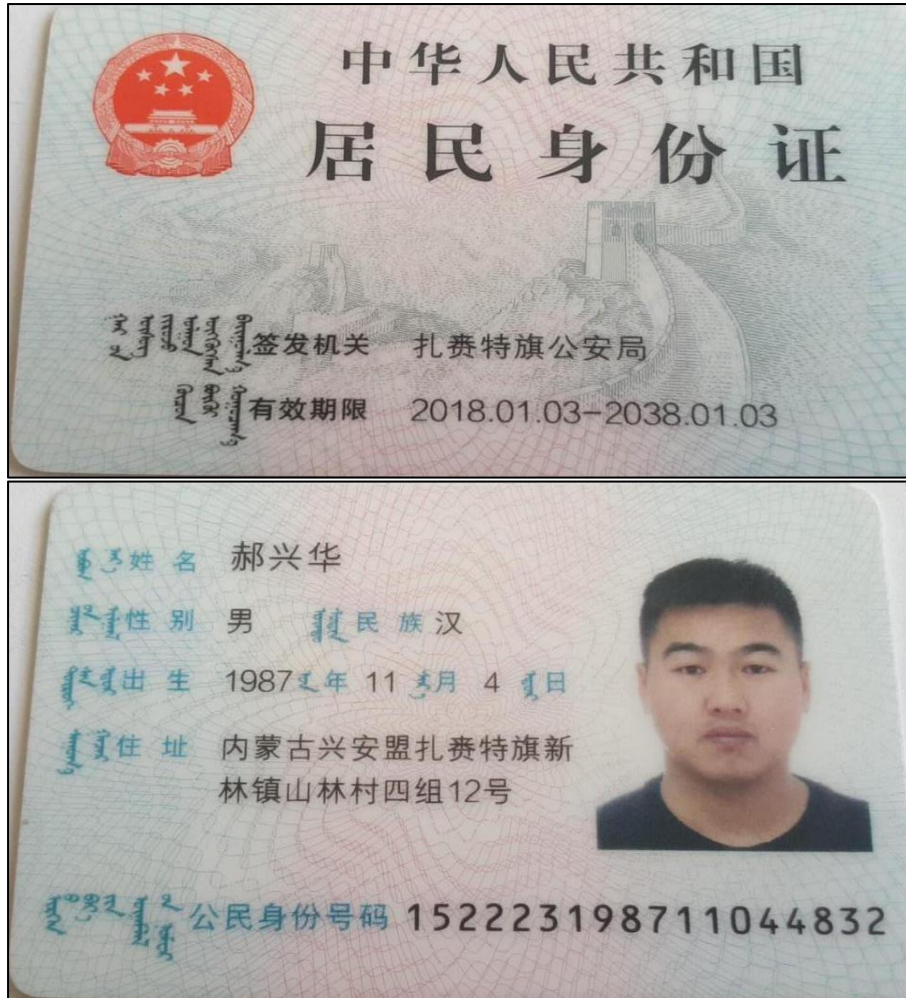 中华人民共和国
居民身份证
签发机关 扎赉特旗公安局
有效期限 2018.01.03-2038.01.03
姓名 郝兴华
性别 男 民族 汉
出生 1987 年 11 月 4 日
住址 内蒙古兴安盟扎赉特旗新
林镇山林村四组12号
公民身份号码 152223198711044832